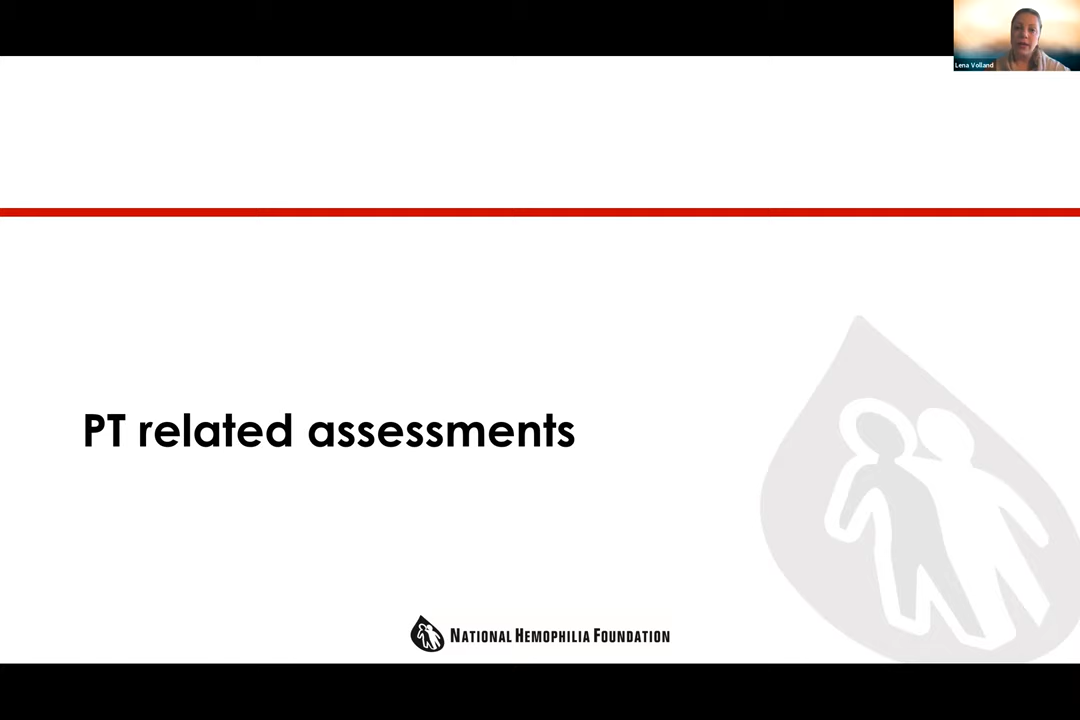 Lena Volland
PT related assessments
NATIONAL HEMOPHILIA FOUNDATION